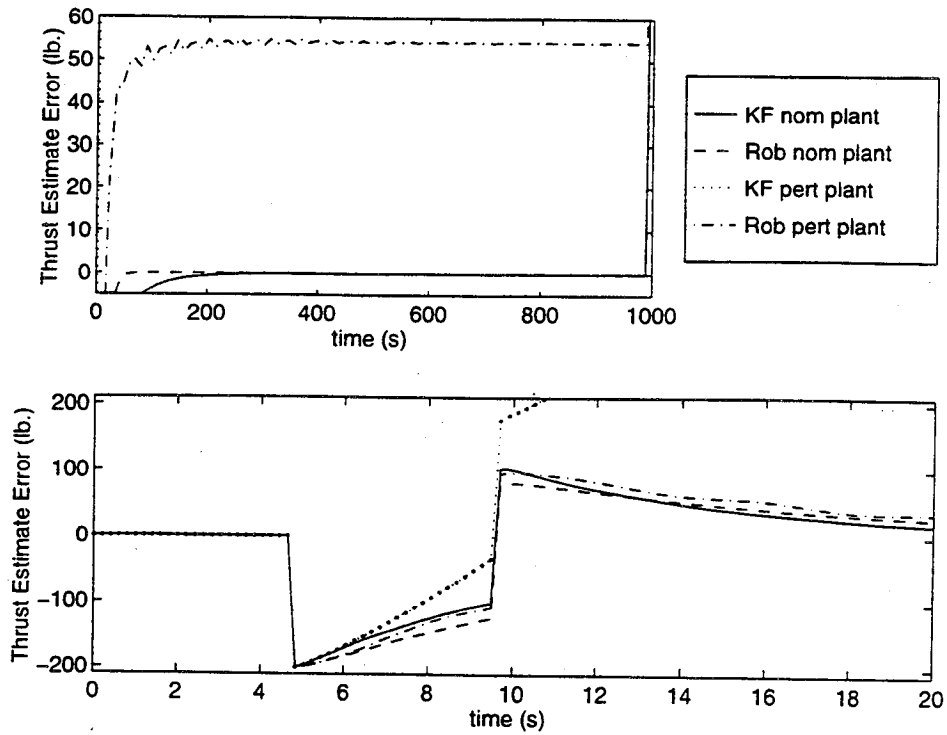 60
50
40
30
20
10
0
Thrust Estimate Error (lb.)
0 200 400 600 800 1000
time (s)
KF nom plant
Rob nom plant
KF pert plant
Rob pert plant
200
100
0
-100
-200
Thrust Estimate Error (lb.)
0 2 4 6 8 10 12 14 16 18 20
time (s)